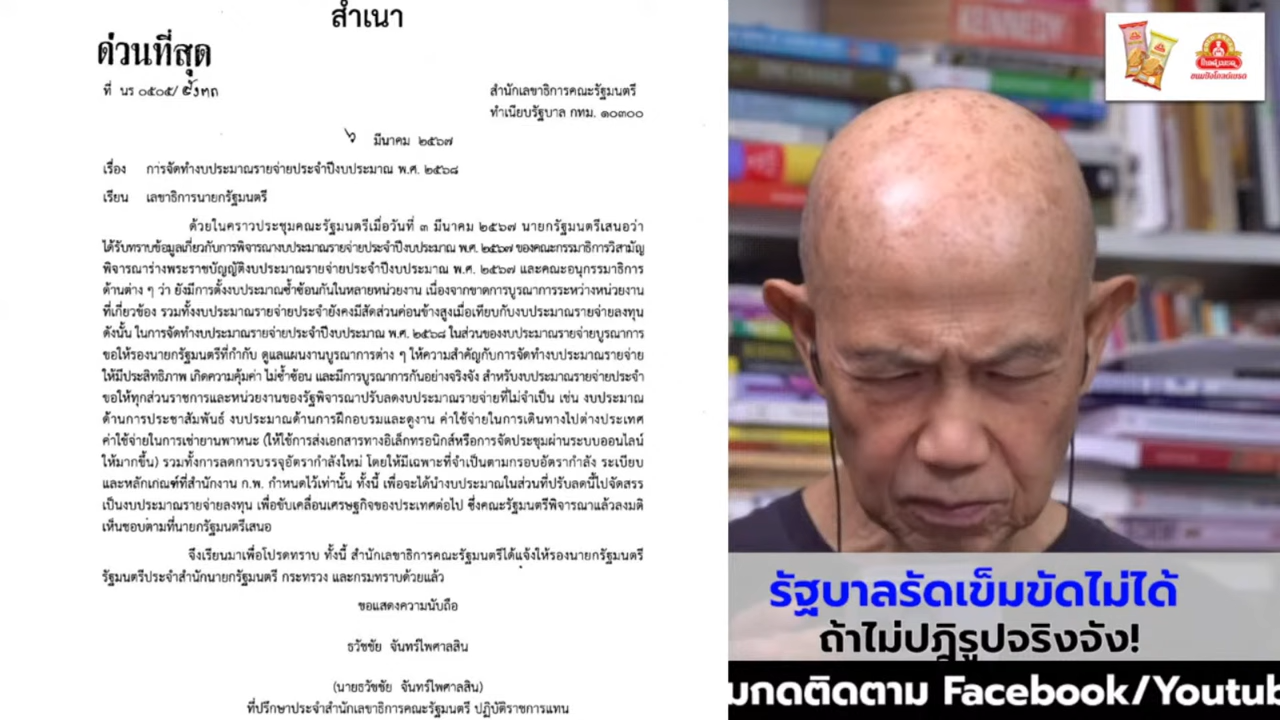 สำเนา
ด่วนที่สุด
ที่ นร ๐๕๐๕/
สำนักเลขาธิการคณะรัฐมนตรี
ทำเนียบรัฐบาล กทม. ๑๐๓๐๐
๖ มีนาคม ๒๕๖๗
เรื่อง การจัดทำงบประมาณรายจ่ายประจำปีงบประมาณ พ.ศ. ๒๕๖๘
เรียน เลขาธิการนายกรัฐมนตรี
ด้วยในคราวประชุมคณะรัฐมนตรีเมื่อวันที่ ๓ มีนาคม ๒๕๖๗ นายกรัฐมนตรีเสนอว่า
ได้รับทราบข้อมูลเกี่ยวกับการพิจารณางบประมาณรายจ่ายประจำปีงบประมาณ พ.ศ. ๒๕๖๗ ของคณะกรรมาธิการวิสามัญ
พิจารณาร่างพระราชบัญญัติงบประมาณรายจ่ายประจำปีงบประมาณ พ.ศ. ๒๕๖๗ และคณะอนุกรรมาธิการ
ด้านต่าง ๆ ว่า ยังมีการตั้งงบประมาณซ้ำซ้อนกันในหลายหน่วยงาน เนื่องจากขาดการบูรณาการระหว่างหน่วยงาน
ที่เกี่ยวข้อง รวมทั้งงบประมาณรายจ่ายประจำยังคงมีสัดส่วนค่อนข้างสูงเมื่อเทียบกับงบประมาณรายจ่ายลงทุน
ดังนั้น ในการจัดทำงบประมาณรายจ่ายประจำปีงบประมาณ พ.ศ. ๒๕๖๘ ในส่วนของงบประมาณรายจ่ายบูรณาการ
ขอให้รองนายกรัฐมนตรีที่กำกับ ดูแลแผนงานบูรณาการต่าง ๆ ให้ความสำคัญกับการจัดทำงบประมาณรายจ่าย
ให้มีประสิทธิภาพ เกิดความคุ้มค่า ไม่ซ้ำซ้อน และมีการบูรณาการกันอย่างจริงจัง สำหรับงบประมาณรายจ่ายประจำ
ขอให้ทุกส่วนราชการและหน่วยงานของรัฐพิจารณาปรับลดงบประมาณรายจ่ายที่ไม่จำเป็น เช่น งบประมาณ
ด้านการประชาสัมพันธ์ งบประมาณด้านการฝึกอบรมและดูงาน ค่าใช้จ่ายในการเดินทางไปต่างประเทศ
ค่าใช้จ่ายในการเช่ายานพาหนะ (ให้ใช้การส่งเอกสารทางอิเล็กทรอนิกส์หรือการจัดประชุมผ่านระบบออนไลน์
ให้มากขึ้น) รวมทั้งการลดการบรรจุอัตรากำลังใหม่ โดยให้มีเฉพาะที่จำเป็นตามกรอบอัตรากำลัง ระเบียบ
และหลักเกณฑ์ที่สำนักงาน ก.พ. กำหนดไว้เท่านั้น ทั้งนี้ เพื่อจะได้นำงบประมาณในส่วนที่ปรับลดนี้ไปจัดสรร
เป็นงบประมาณรายจ่ายลงทุน เพื่อขับเคลื่อนเศรษฐกิจของประเทศต่อไป ซึ่งคณะรัฐมนตรีพิจารณาแล้วลงมติ
เห็นชอบตามที่นายกรัฐมนตรีเสนอ
จึงเรียนมาเพื่อโปรดทราบ ทั้งนี้ สำนักเลขาธิการคณะรัฐมนตรีได้แจ้งให้รองนายกรัฐมนตรี
รัฐมนตรีประจำสำนักนายกรัฐมนตรี กระทรวง และกรมทราบด้วยแล้ว
ขอแสดงความนับถือ
ธวัชชัย จันทร์ไพศาลสิน
(นายธวัชชัย จันทร์ไพศาลสิน)
ที่ปรึกษาประจำสำนักเลขาธิการคณะรัฐมนตรี ปฏิบัติราชการแทน
KENNEDY
รัฐบาลรัดเข็มขัดไม่ได้
ถ้าไม่ปฎิรูปจริงจัง!
มกดติดตาม Facebook/Youtub